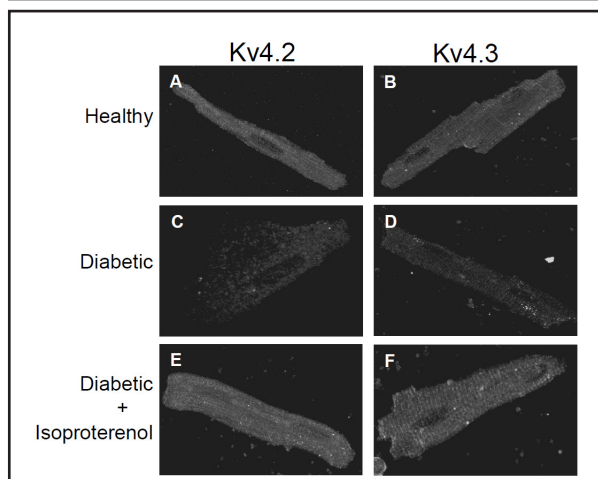 Kv4.2 Kv4.3
A B
Healthy
C D
Diabetic
E F
Diabetic
+
Isoproterenol